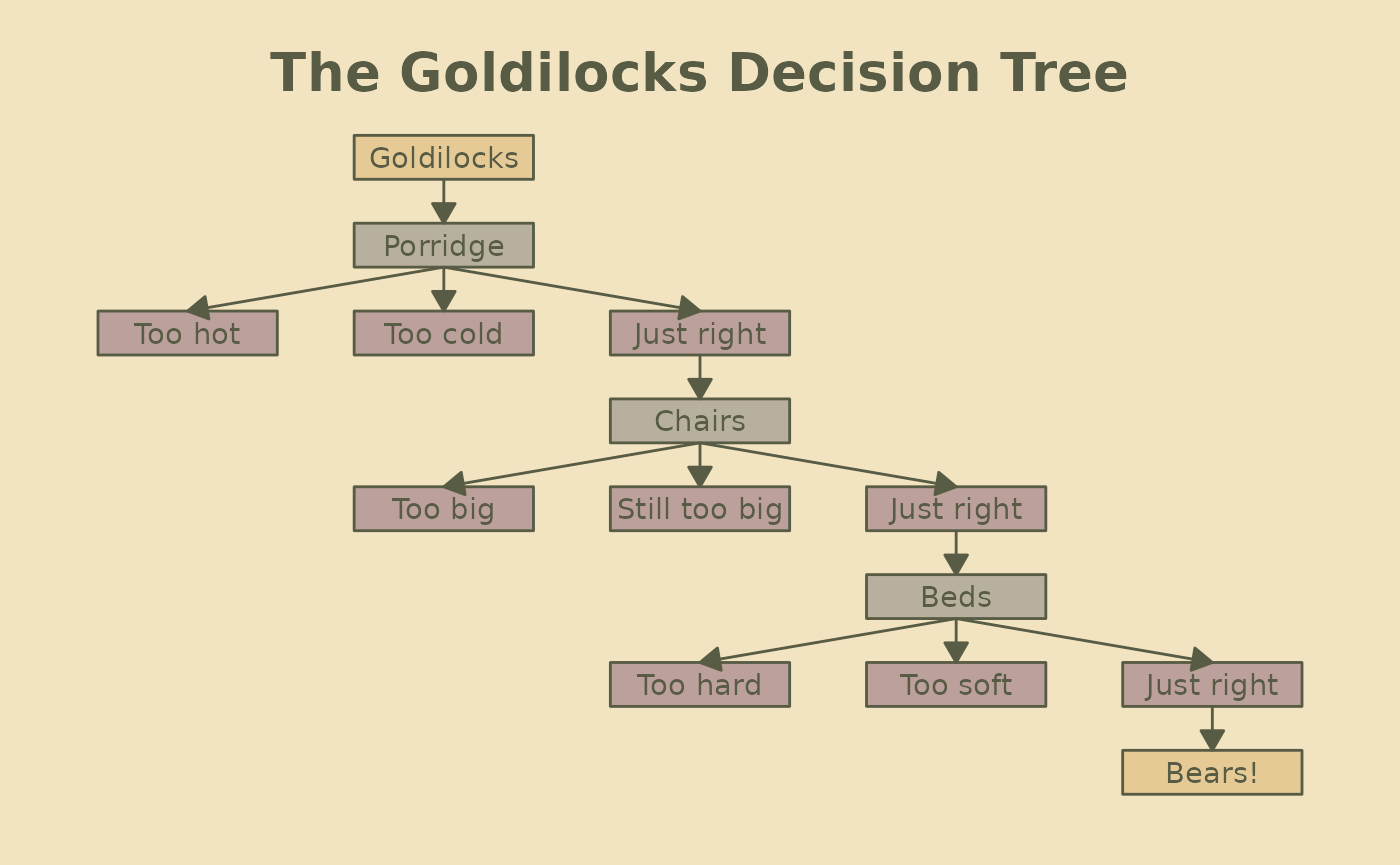 The Goldilocks Decision Tree
Goldilocks
Porridge
Too hot
Too cold
Just right
Chairs
Too big
Still too big
Just right
Beds
Too hard
Too soft
Just right
Bears!